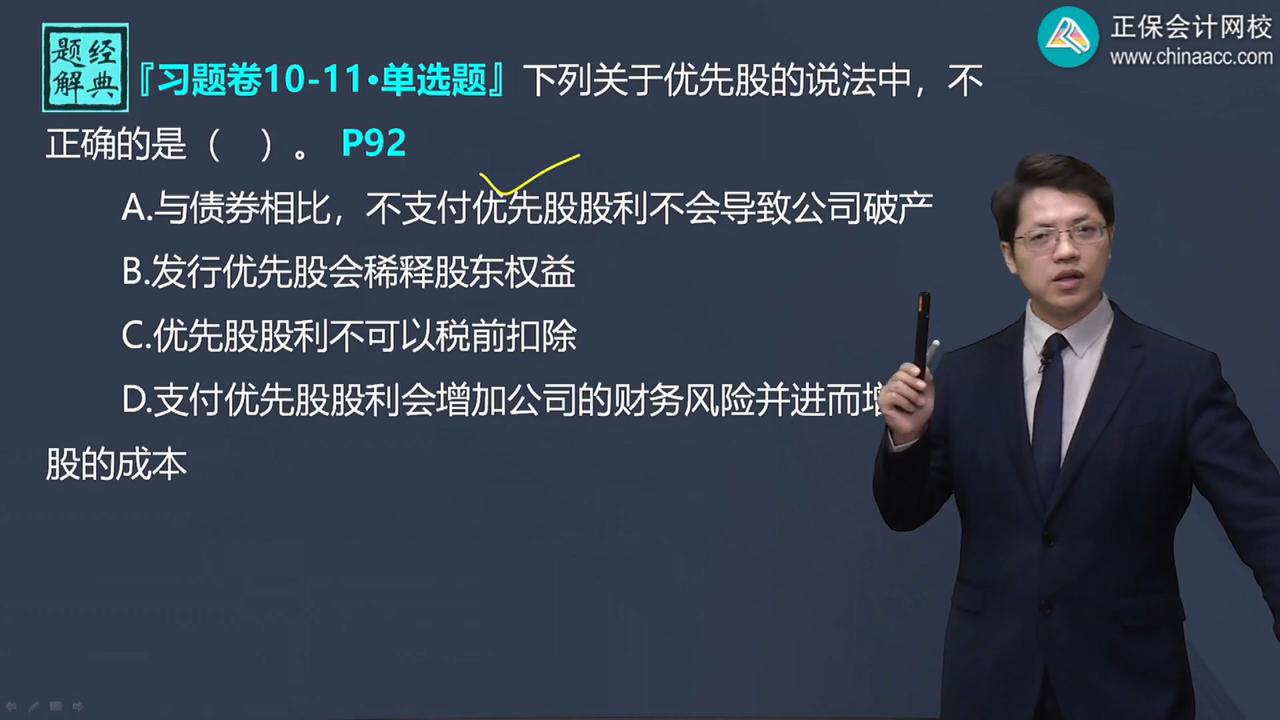 正保会计网校
www.chinaacc.com
经典题解
『习题卷10-11•单选题』下列关于优先股的说法中，不
正确的是（ ）。 P92
A.与债券相比，不支付优先股股利不会导致公司破产
B.发行优先股会稀释股东权益
C.优先股股利不可以税前扣除
D.支付优先股股利会增加公司的财务风险并进而增
股的成本